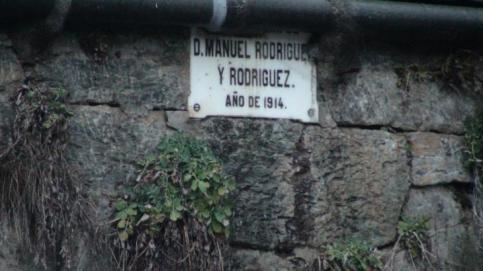 D. MANUEL RODRIGUE
Y RODRIGUEZ.
AÑO DE 1914.